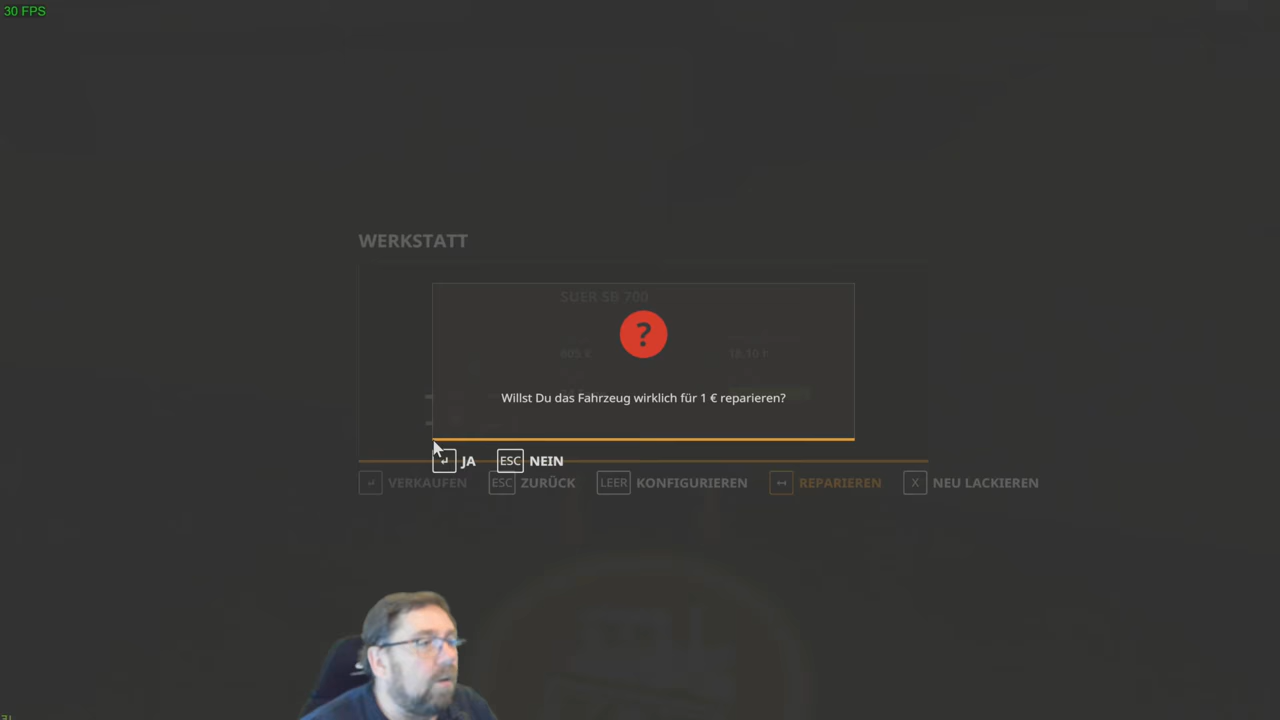 30 FPS
WERKSTATT
SUER SB 700
605 €
Willst Du das Fahrzeug wirklich für 1 € reparieren?
JA ESC NEIN
VERKAUFEN ESC ZURÜCK LEER KONFIGURIEREN REPARIEREN X NEU LACKIEREN